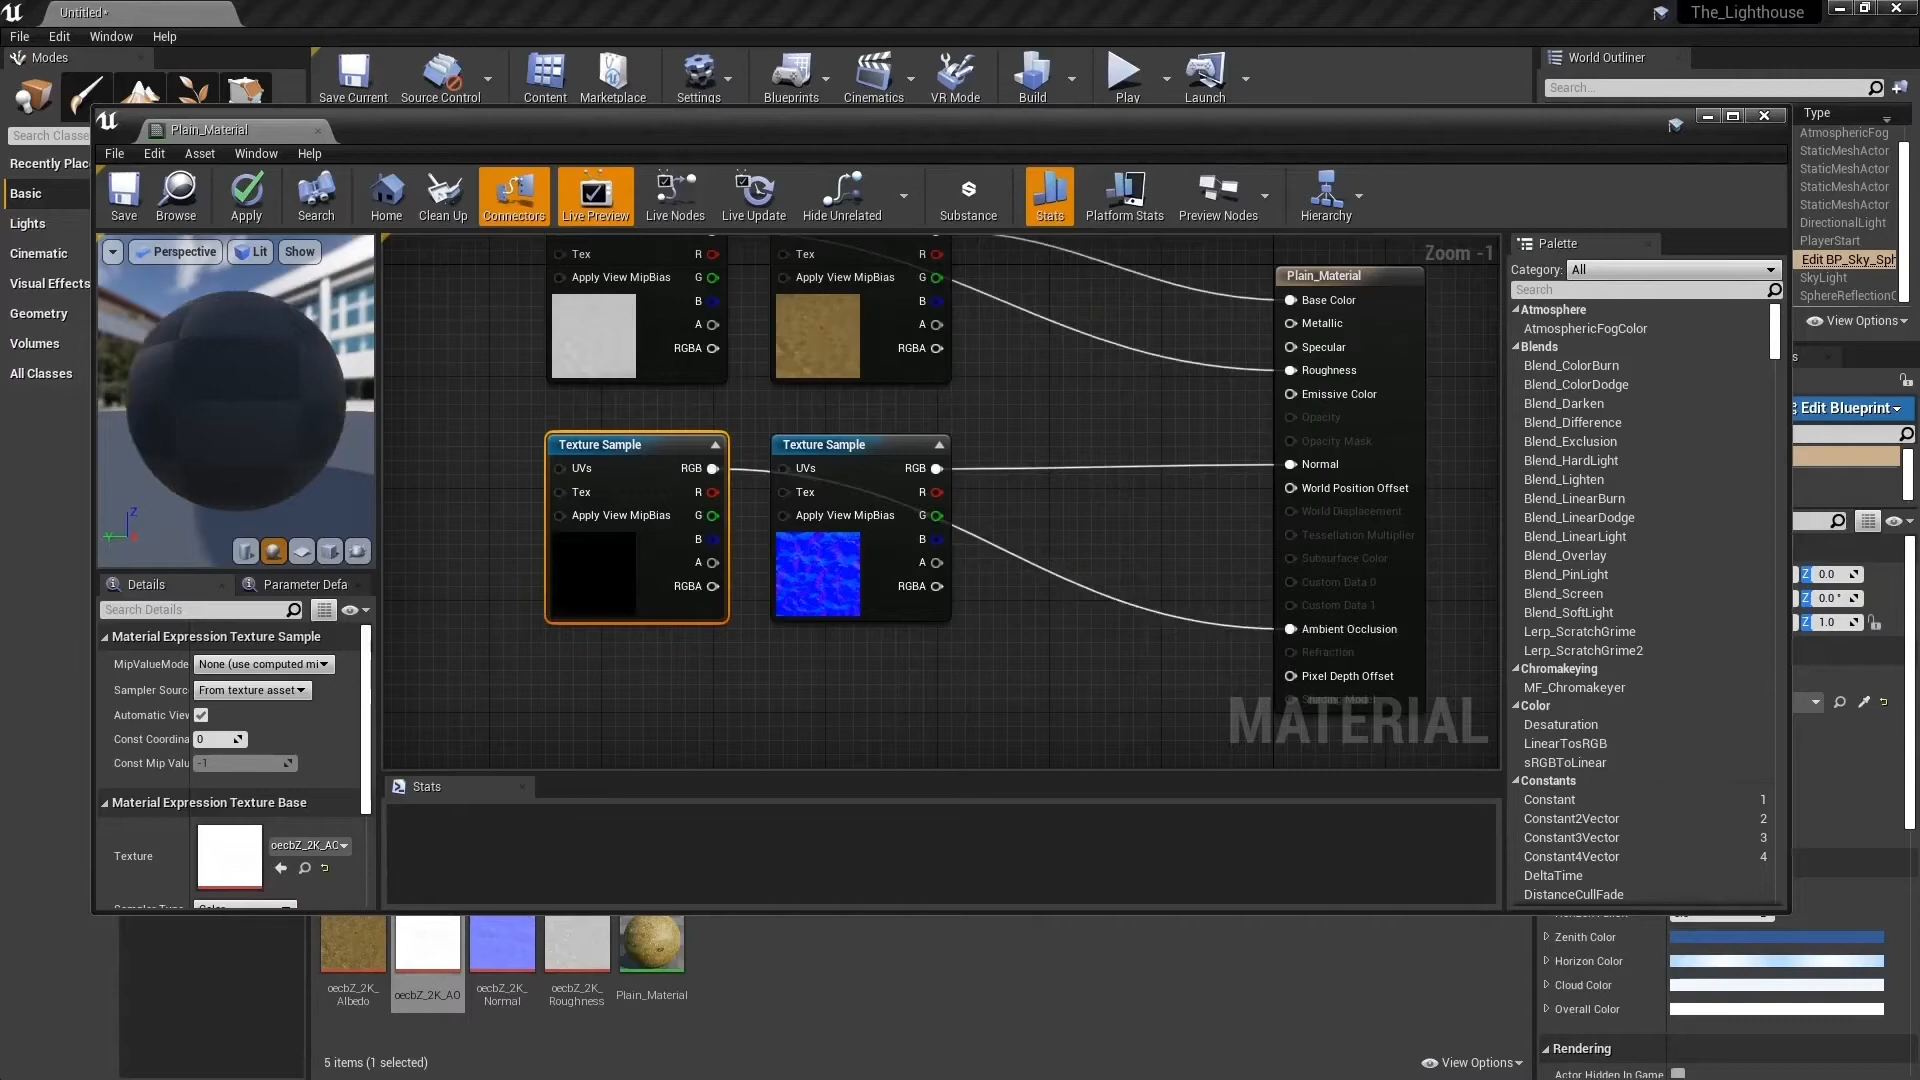 Untitled*
The_Lighthouse
File Edit Window Help
Modes
World Outliner
Save Current Source Control Content Marketplace Settings Blueprints Cinematics VR Mode Build Play Launch
Search...
Type
Search Classe
Plain_Material
AtmosphericFog
StaticMeshActor
StaticMeshActor
StaticMeshActor
StaticMeshActor
DirectionalLight
PlayerStart
Edit BP_Sky_Sph
SkyLight
SphereReflectionC
View Options
Recently Plac
Basic
Lights
Cinematic
Visual Effects
Geometry
Volumes
All Classes
File Edit Asset Window Help
Save Browse Apply Search Home Clean Up Connectors Live Preview Live Nodes Live Update Hide Unrelated Substance Stats Platform Stats Preview Nodes Hierarchy
Perspective Lit Show
Zoom -1
Tex R
Apply View MipBias G
B
A
RGBA
Tex R
Apply View MipBias G
B
A
RGBA
Texture Sample
UVs RGB
Tex R
Apply View MipBias G
B
A
RGBA
Texture Sample
UVs RGB
Tex R
Apply View MipBias G
B
A
RGBA
Plain_Material
Base Color
Metallic
Specular
Roughness
Emissive Color
Opacity
Opacity Mask
Normal
World Position Offset
World Displacement
Tessellation Multiplier
Subsurface Color
Custom Data 0
Custom Data 1
Ambient Occlusion
Refraction
Pixel Depth Offset
Shading Model
MATERIAL
Z
Y
Details Parameter Defa
Search Details
Material Expression Texture Sample
MipValueMode None (use computed mi
Sampler Sourc From texture asset
Automatic View
Const Coordina 0
Const Mip Valu -1
Material Expression Texture Base
Texture oecbZ_2K_AO
Stats
Palette
Category: All
Search
Atmosphere
AtmosphericFogColor
Blends
Blend_ColorBurn
Blend_ColorDodge
Blend_Darken
Blend_Difference
Blend_Exclusion
Blend_HardLight
Blend_Lighten
Blend_LinearBurn
Blend_LinearDodge
Blend_LinearLight
Blend_Overlay
Blend_PinLight
Blend_Screen
Blend_SoftLight
Lerp_ScratchGrime
Lerp_ScratchGrime2
Chromakeying
MF_Chromakeyer
Color
Desaturation
LinearTosRGB
sRGBToLinear
Constants
Constant 1
Constant2Vector 2
Constant3Vector 3
Constant4Vector 4
DeltaTime
DistanceCullFade
s
Edit Blueprint
Z 0.0
Z 0.0°
Z 1.0
oecbZ_2K_
Albedo
oecbZ_2K_AO
oecbZ_2K_
Normal
oecbZ_2K_
Roughness
Plain_Material
5 items (1 selected)
View Options
Zenith Color
Horizon Color
Cloud Color
Overall Color
Rendering
Actor Hidden In Game